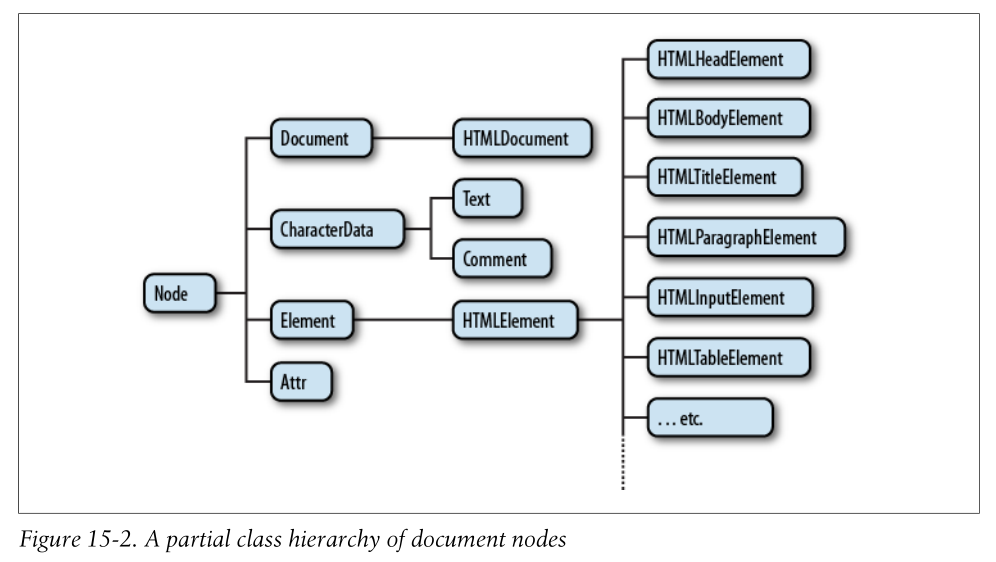 Node
Document
CharacterData
Element
Attr
HTMLDocument
Text
Comment
HTMLElement
HTMLHeadElement
HTMLBodyElement
HTMLTitleElement
HTMLParagraphElement
HTMLInputElement
HTMLTableElement
. . . etc.
Figure 15-2. A partial class hierarchy of document nodes